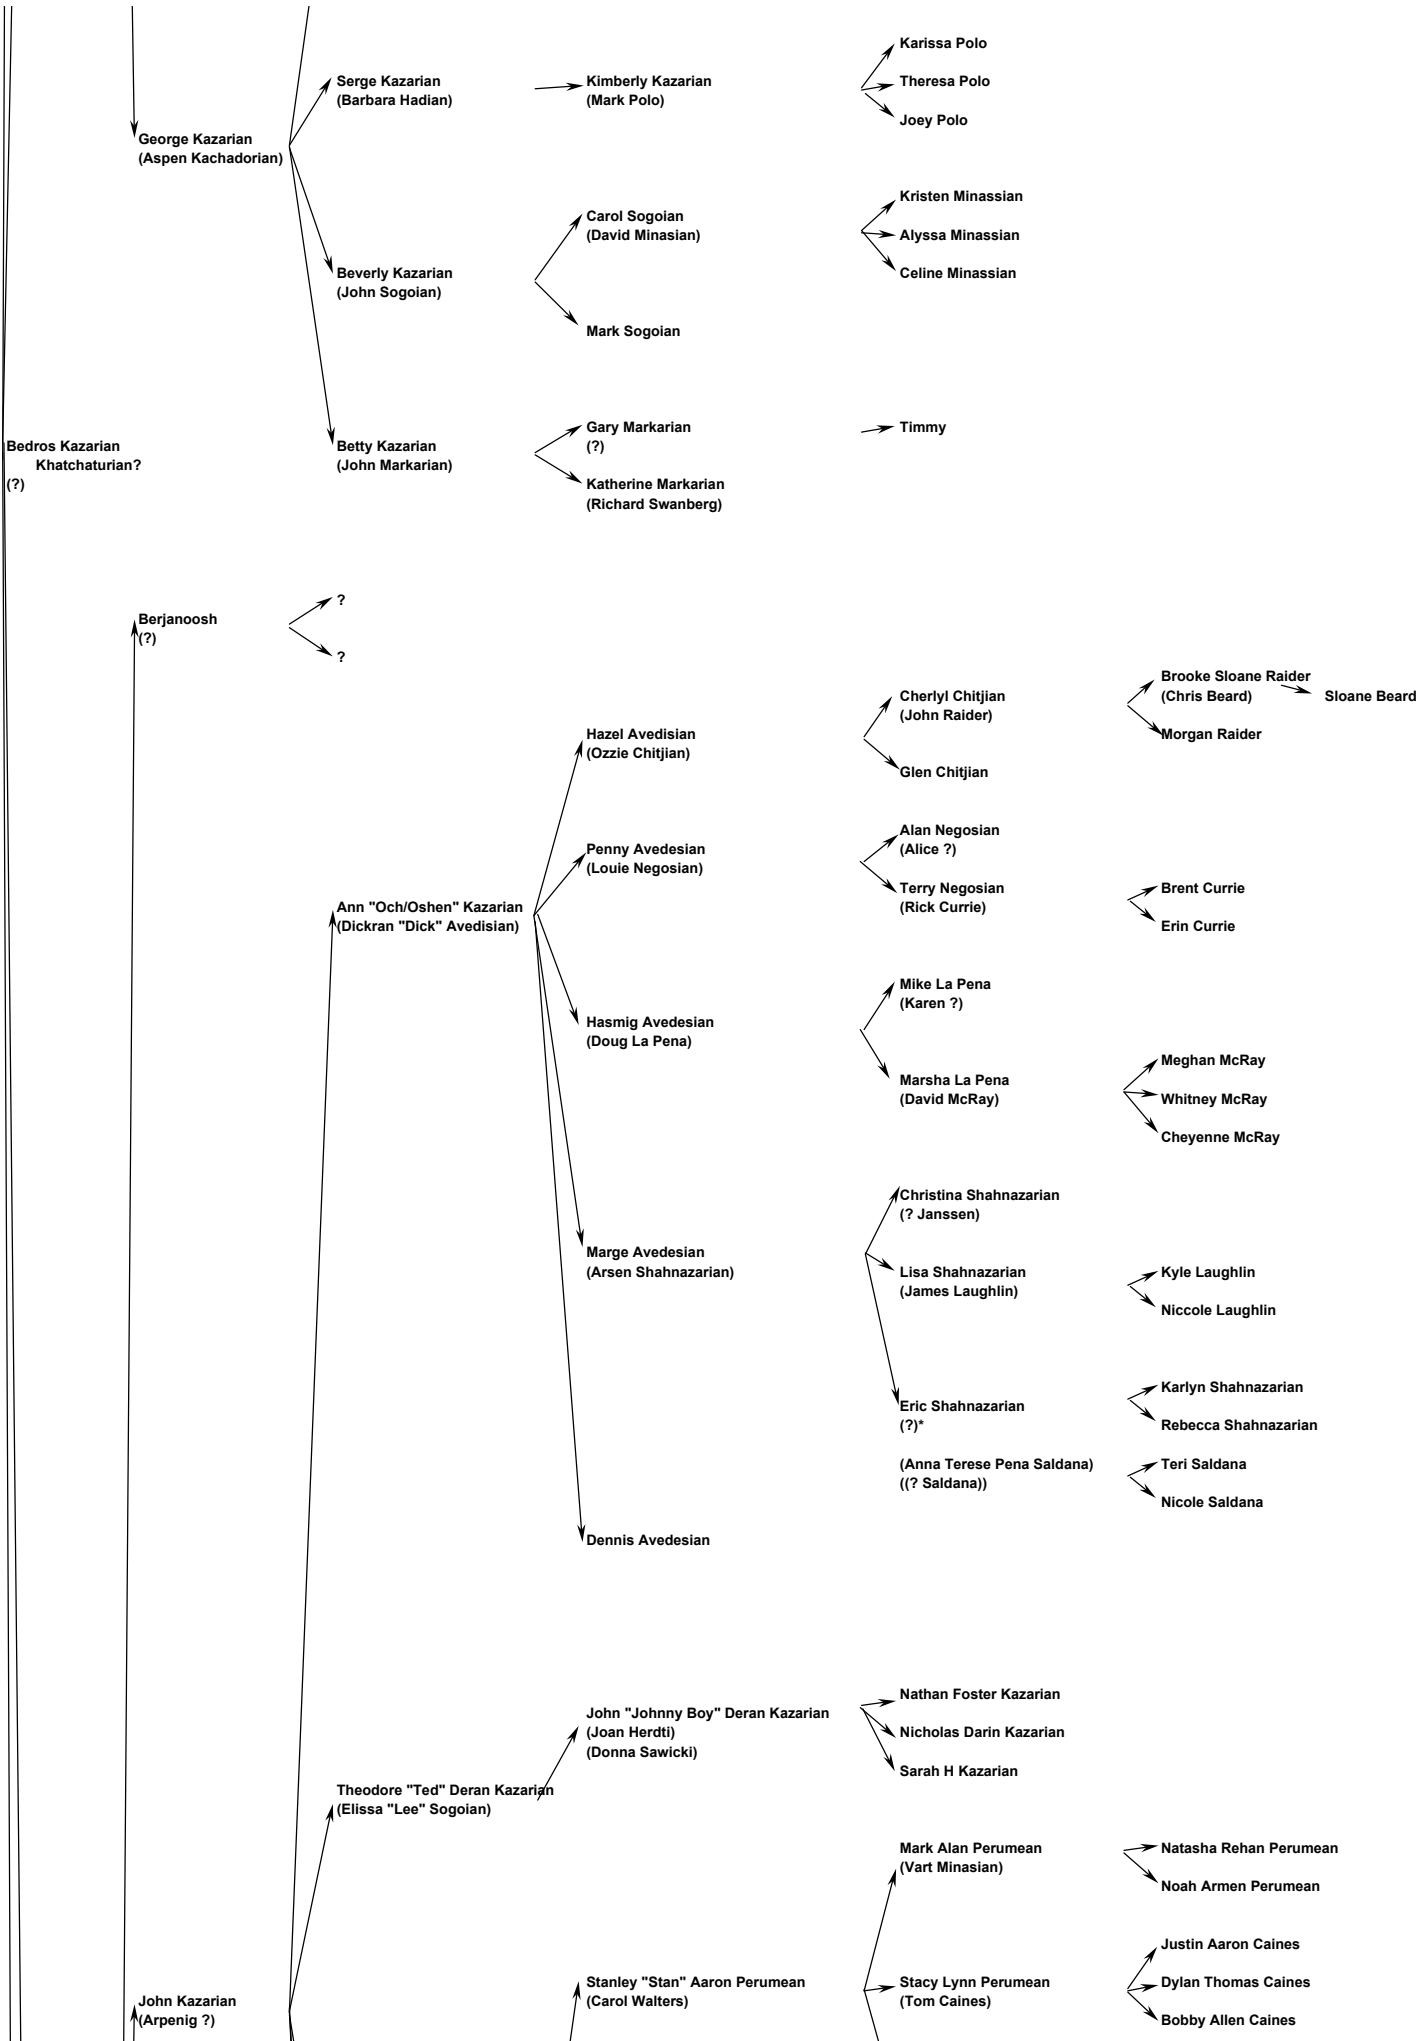 Karissa Polo
Serge Kazarian
(Barbara Hadian)
Kimberly Kazarian
(Mark Polo)
Theresa Polo
Joey Polo
George Kazarian
(Aspen Kachadorian)
Kristen Minassian
Carol Sogoian
(David Minasian)
Alyssa Minassian
Beverly Kazarian
(John Sogoian)
Celine Minassian
Mark Sogoian
Bedros Kazarian
Khatchaturian?
(?)
Betty Kazarian
(John Markarian)
Gary Markarian
(?)
Timmy
Katherine Markarian
(Richard Swanberg)
Berjanoosh
(?)
?
?
Hazel Avedisian
(Ozzie Chitjian)
Cherlyl Chitjian
(John Raider)
Brooke Sloane Raider
(Chris Beard)
Sloane Beard
Morgan Raider
Glen Chitjian
Penny Avedesian
(Louie Negosian)
Alan Negosian
(Alice ?)
Terry Negosian
(Rick Currie)
Brent Currie
Erin Currie
Ann "Och/Oshen" Kazarian
(Dickran "Dick" Avedisian)
Hasmig Avedesian
(Doug La Pena)
Mike La Pena
(Karen ?)
Marsha La Pena
(David McRay)
Meghan McRay
Whitney McRay
Cheyenne McRay
Marge Avedesian
(Arsen Shahnazarian)
Christina Shahnazarian
(? Janssen)
Lisa Shahnazarian
(James Laughlin)
Kyle Laughlin
Niccole Laughlin
Eric Shahnazarian
(?)*
Karlyn Shahnazarian
Rebecca Shahnazarian
(Anna Terese Pena Saldana)
((? Saldana))
Teri Saldana
Nicole Saldana
Dennis Avedesian
John "Johnny Boy" Deran Kazarian
(Joan Herdti)
(Donna Sawicki)
Nathan Foster Kazarian
Nicholas Darin Kazarian
Sarah H Kazarian
Theodore "Ted" Deran Kazarian
(Elissa "Lee" Sogoian)
Mark Alan Perumean
(Vart Minasian)
Natasha Rehan Perumean
Noah Armen Perumean
John Kazarian
(Arpenig ?)
Stanley "Stan" Aaron Perumean
(Carol Walters)
Stacy Lynn Perumean
(Tom Caines)
Justin Aaron Caines
Dylan Thomas Caines
Bobby Allen Caines